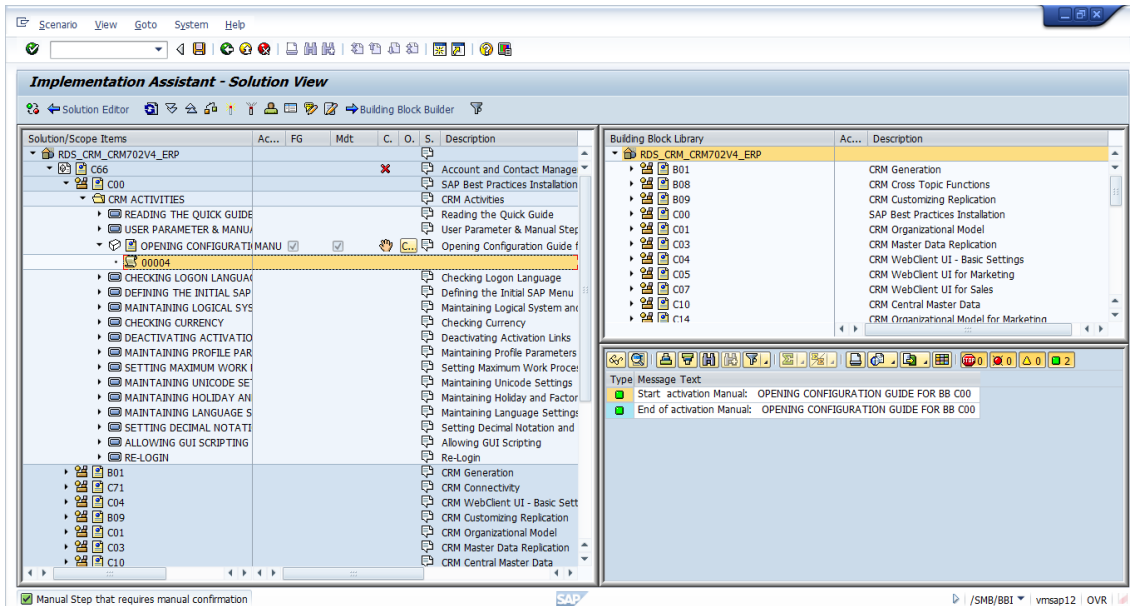 Scenario View Goto System Help
Implementation Assistant - Solution View
Solution Editor Building Block Builder
Solution/Scope Items Ac... FG Mdt C. O. S. Description
RDS_CRM_CRM702V4_ERP
C66 Account and Contact Manage
C00 SAP Best Practices Installation
CRM ACTIVITIES CRM Activities
READING THE QUICK GUIDE Reading the Quick Guide
USER PARAMETER & MANUA User Parameter & Manual Step
OPENING CONFIGURATI MANU C... Opening Configuration Guide f
00004
CHECKING LOGON LANGUAG Checking Logon Language
DEFINING THE INITIAL SAP Defining the Initial SAP Menu
MAINTAINING LOGICAL SYS Maintaining Logical System and
CHECKING CURRENCY Checking Currency
DEACTIVATING ACTIVATIO Deactivating Activation Links
MAINTAINING PROFILE PAR Maintaining Profile Parameters
SETTING MAXIMUM WORK Setting Maximum Work Proces
MAINTAINING UNICODE SE Maintaining Unicode Settings
MAINTAINING HOLIDAY AN Maintaining Holiday and Factor
MAINTAINING LANGUAGE S Maintaining Language Settings
SETTING DECIMAL NOTATI Setting Decimal Notation and
ALLOWING GUI SCRIPTING Allowing GUI Scripting
RE-LOGIN Re-Login
B01 CRM Generation
C71 CRM Connectivity
C04 CRM WebClient UI - Basic Sett
B09 CRM Customizing Replication
C01 CRM Organizational Model
C03 CRM Master Data Replication
C10 CRM Central Master Data
Building Block Library Ac... Description
RDS_CRM_CRM702V4_ERP
B01 CRM Generation
B08 CRM Cross Topic Functions
B09 CRM Customizing Replication
C00 SAP Best Practices Installation
C01 CRM Organizational Model
C03 CRM Master Data Replication
C04 CRM WebClient UI - Basic Settings
C05 CRM WebClient UI for Marketing
C07 CRM WebClient UI for Sales
C10 CRM Central Master Data
C14 CRM Organizational Model for Marketing
0 0 0 2
Type Message Text
Start activation Manual: OPENING CONFIGURATION GUIDE FOR BB C00
End of activation Manual: OPENING CONFIGURATION GUIDE FOR BB C00
Manual Step that requires manual confirmation SAP /SMB/BBI vmsap12 OVR